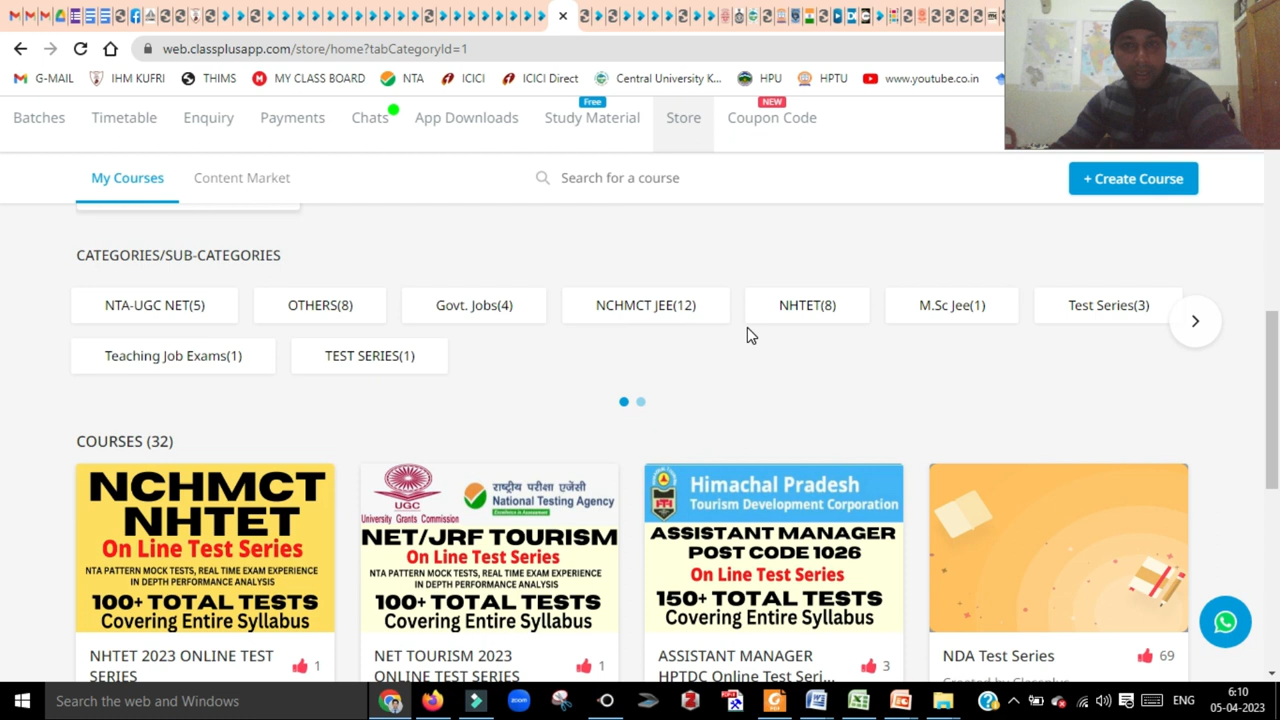 web.classplusapp.com/store/home?tabCategoryId=1
G-MAIL
IHM KUFRI
THIMS
MY CLASS BOARD
NTA
ICICI
ICICI Direct
Central University K...
HPU
HPTU
www.youtube.co.in
Free
NEW
Batches
Timetable
Enquiry
Payments
Chats
App Downloads
Study Material
Store
Coupon Code
My Courses
Content Market
Search for a course
+ Create Course
CATEGORIES/SUB-CATEGORIES
NTA-UGC NET(5)
OTHERS(8)
Govt. Jobs(4)
NCHMCT JEE(12)
NHTET(8)
M.Sc Jee(1)
Test Series(3)
Teaching Job Exams(1)
TEST SERIES(1)
COURSES (32)
NCHMCT
NHTET
On Line Test Series
NTA PATTERN MOCK TESTS, REAL TIME EXAM EXPERIENCE
IN DEPTH PERFORMANCE ANALYSIS
100+ TOTAL TESTS
Covering Entire Syllabus
NHTET 2023 ONLINE TEST
SERIES
1
UGC
University Grants Commission
राष्ट्रीय परीक्षा एजेंसी
National Testing Agency
Excellence in Assessment
NET/JRF TOURISM
On Line Test Series
NTA PATTERN MOCK TESTS, REAL TIME EXAM EXPERIENCE
IN DEPTH PERFORMANCE ANALYSIS
100+ TOTAL TESTS
Covering Entire Syllabus
NET TOURISM 2023
ONLINE TEST SERIES
1
Himachal Pradesh
Tourism Development Corporation
ASSISTANT MANAGER
POST CODE 1026
On Line Test Series
150+ TOTAL TESTS
Covering Entire Syllabus
ASSISTANT MANAGER
HPTDC Online Test Seri...
3
NDA Test Series
69
Created by Classplus
Search the web and Windows
zoom
ENG
6:10
05-04-2023